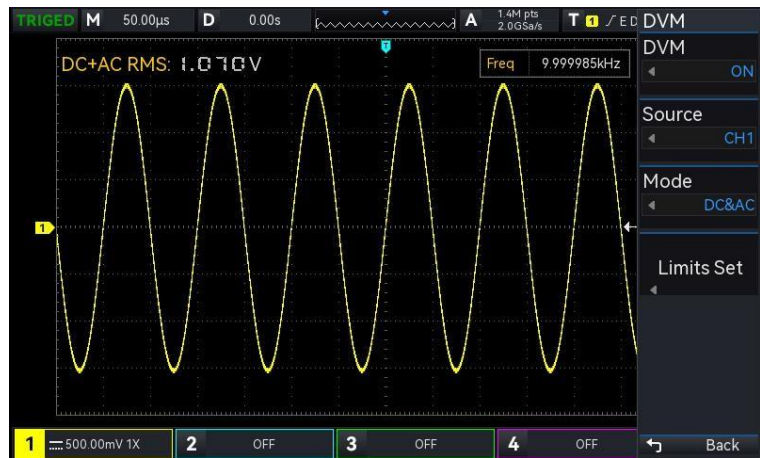 TRIGED M 50.00μs D 0.00s A 1.4M pts 2.0GSa/s T 1 E D
DVM
DVM
ON
DC+AC RMS: 1.070V
Freq 9.999985kHz
T
Source
CH1
Mode
DC&AC
1
Limits Set
1 500.00mV 1X 2 OFF 3 OFF 4 OFF
Back